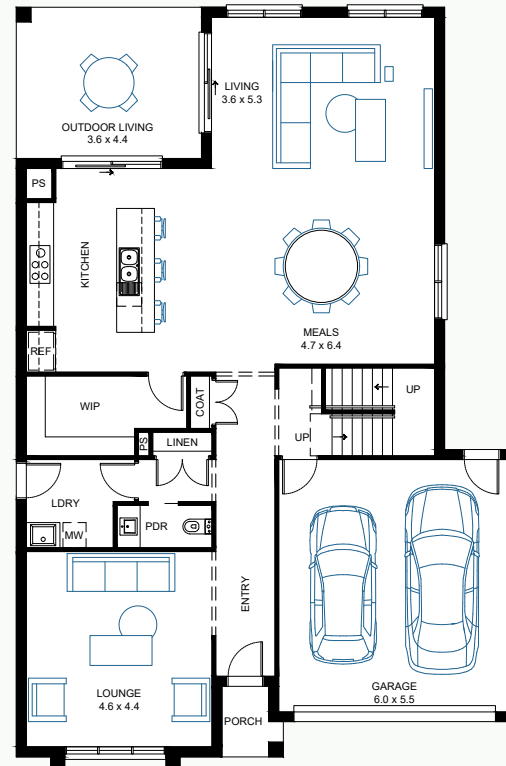 LIVING
3.6 x 5.3
OUTDOOR LIVING
3.6 x 4.4
PS
KITCHEN
MEALS
4.7 x 6.4
REF
WIP
COAT
UP
UP
PS
LINEN
LDRY
MW
PDR
ENTRY
LOUNGE
4.6 x 4.4
PORCH
GARAGE
6.0 x 5.5